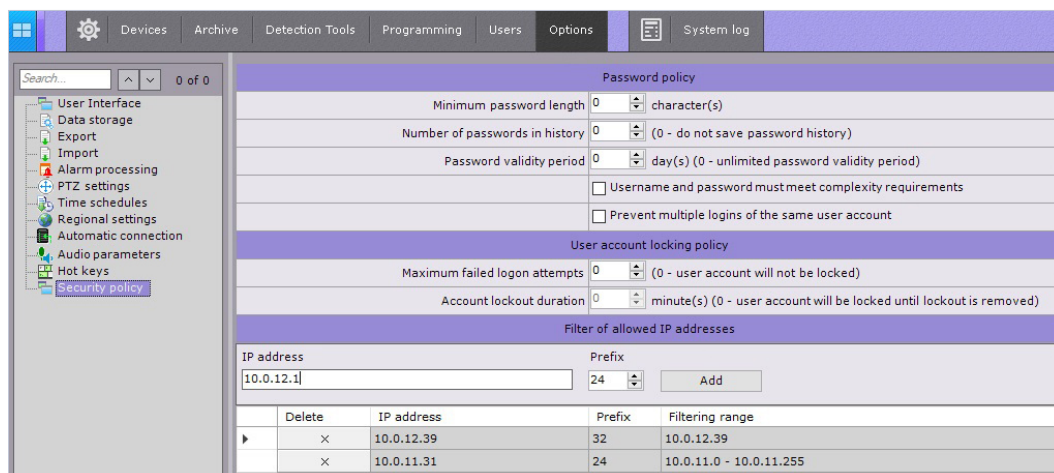 Devices Archive Detection Tools Programming Users Options System log
Search... 0 of 0
User Interface
Data storage
Export
Import
Alarm processing
PTZ settings
Time schedules
Regional settings
Automatic connection
Audio parameters
Hot keys
Security policy
Password policy
Minimum password length 0 character(s)
Number of passwords in history 0 (0 - do not save password history)
Password validity period 0 day(s) (0 - unlimited password validity period)
Username and password must meet complexity requirements
Prevent multiple logins of the same user account
User account locking policy
Maximum failed logon attempts 0 (0 - user account will not be locked)
Account lockout duration 0 minute(s) (0 - user account will be locked until lockout is removed)
Filter of allowed IP addresses
IP address Prefix
10.0.12.1 24 Add
Delete IP address Prefix Filtering range
10.0.12.39 32 10.0.12.39
10.0.11.31 24 10.0.11.0 - 10.0.11.255